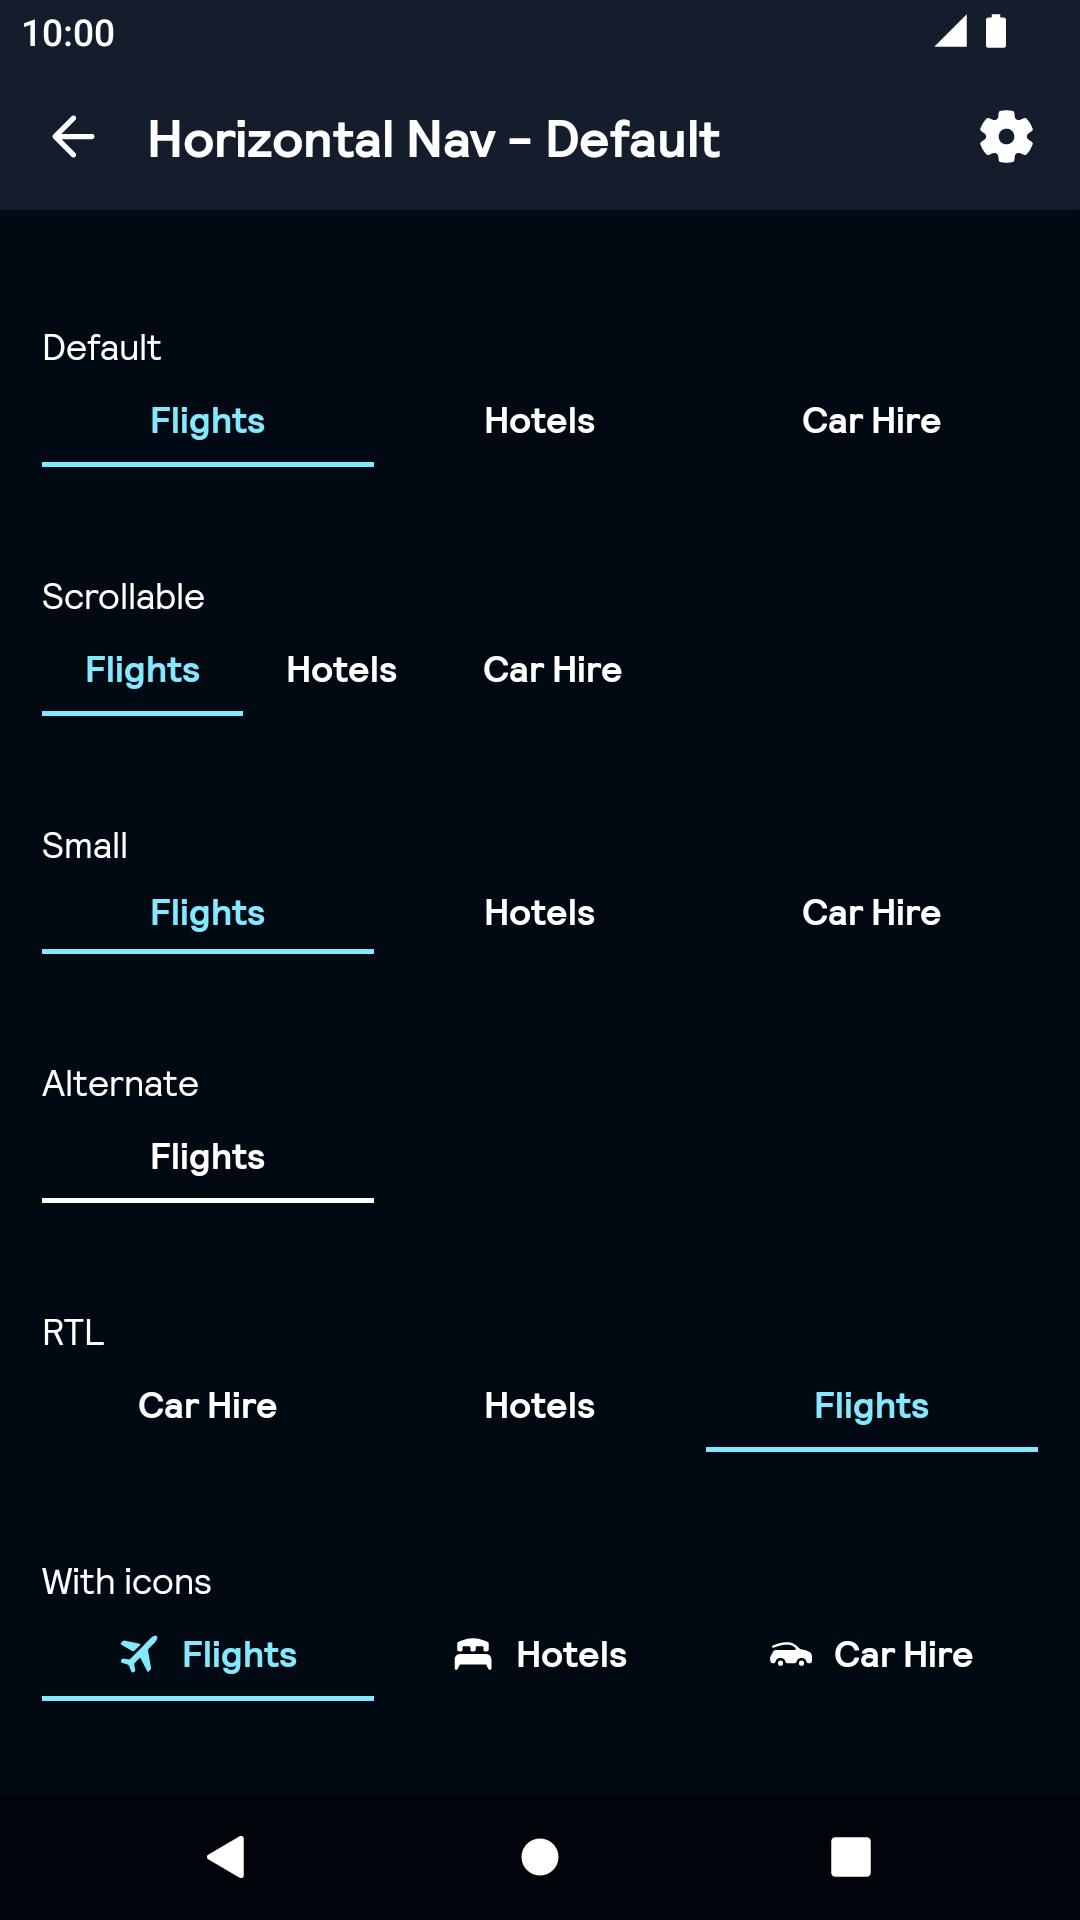 10:00
Horizontal Nav - Default
Default
Flights Hotels Car Hire
Scrollable
Flights Hotels Car Hire
Small
Flights Hotels Car Hire
Alternate
Flights
RTL
Car Hire Hotels Flights
With icons
Flights Hotels Car Hire